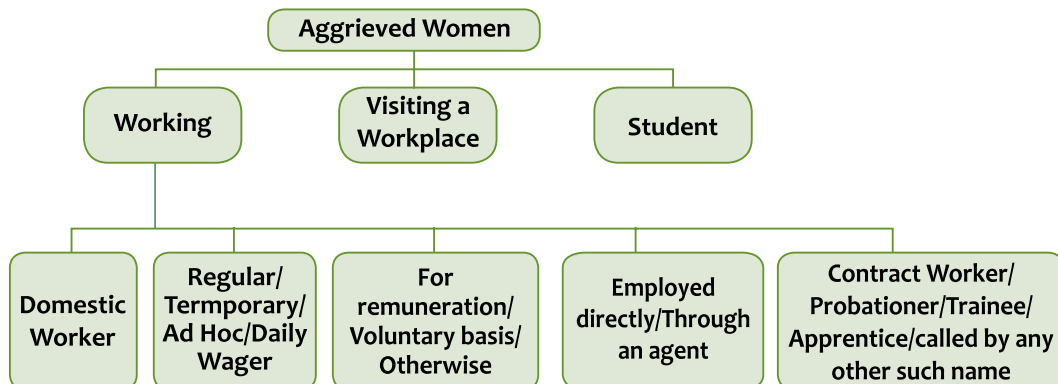 Aggrieved Women
Working
Visiting a
Workplace
Student
Domestic
Worker
Regular/
Termporary/
Ad Hoc/Daily
Wager
For
remuneration/
Voluntary basis/
Otherwise
Employed
directly/Through
an agent
Contract Worker/
Probationer/Trainee/
Apprentice/called by any
other such name